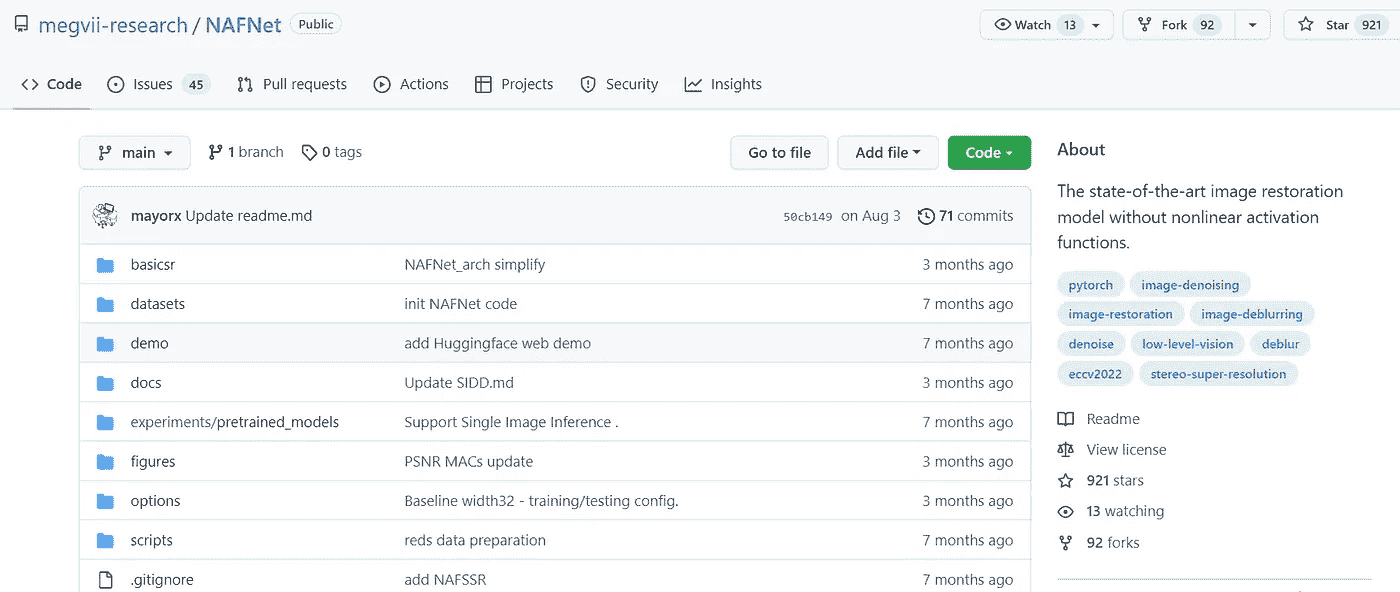 megvii-research / NAFNet Public Watch 13 Fork 92 Star 921
Code Issues 45 Pull requests Actions Projects Security Insights
main 1 branch 0 tags Go to file Add file Code
mayorx Update readme.md 50cb149 on Aug 3 71 commits
basicsr NAFNet_arch simplify 3 months ago
datasets init NAFNet code 7 months ago
demo add Huggingface web demo 7 months ago
docs Update SIDD.md 3 months ago
experiments/pretrained_models Support Single Image Inference . 7 months ago
figures PSNR MACs update 3 months ago
options Baseline width32 - training/testing config. 3 months ago
scripts reds data preparation 7 months ago
.gitignore add NAFSSR 7 months ago
About
The state-of-the-art image restoration
model without nonlinear activation
functions.
pytorch image-denoising
image-restoration image-deblurring
denoise low-level-vision deblur
eccv2022 stereo-super-resolution
Readme
View license
921 stars
13 watching
92 forks